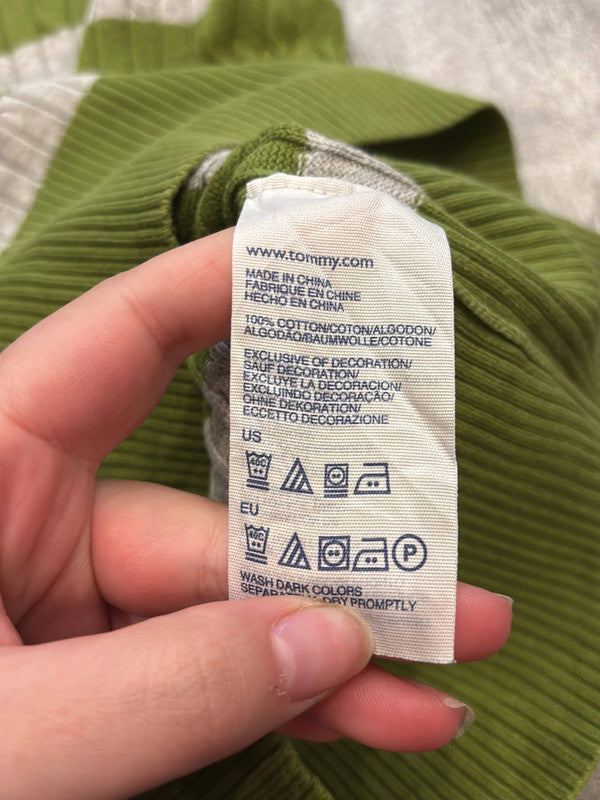 www.tommy.com
MADE IN CHINA
FABRIQUE EN CHINE
HECHO EN CHINA
100% COTTON/COTON/ALGODON/
ALGODÃO/BAUMWOLLE/COTONE
EXCLUSIVE OF DECORATION/
SAUF DECORATION/
EXCLUYE LA DECORACION/
EXCLUINDO DECORAÇÃO/
OHNE DEKORATION/
ECCETTO DECORAZIONE
US
40C
EU
40C
P
WASH DARK COLORS
DRY PROMPTLY